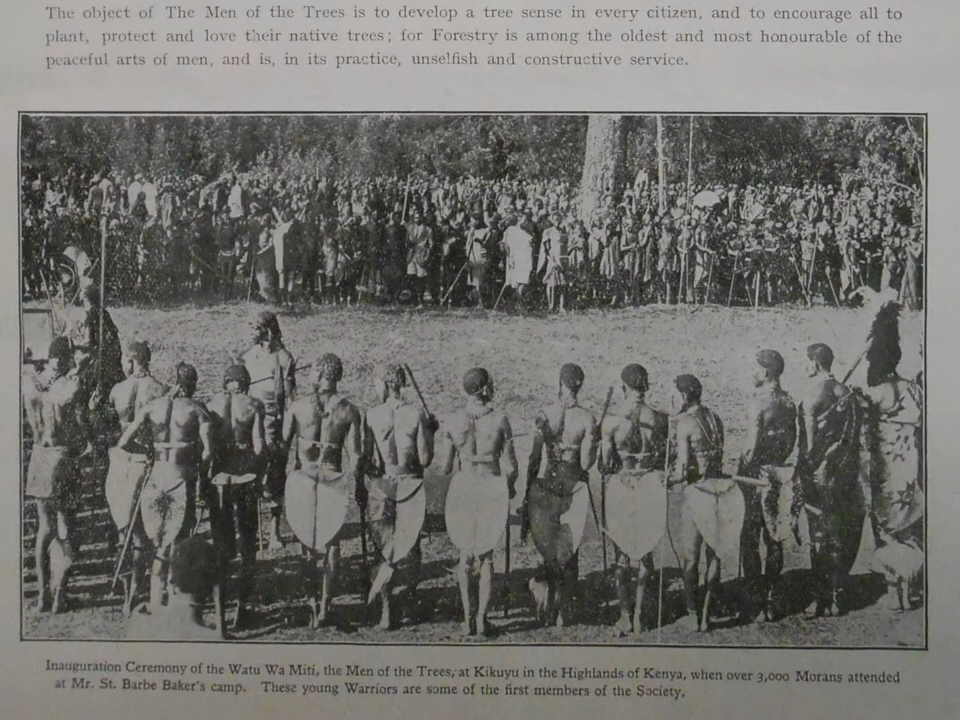 The object of The Men of the Trees is to develop a tree sense in every citizen, and to encourage all to
plant, protect and love their native trees; for Forestry is among the oldest and most honourable of the
peaceful arts of men, and is, in its practice, unselfish and constructive service.
Inauguration Ceremony of the Watu Wa Miti, the Men of the Trees, at Kikuyu in the Highlands of Kenya, when over 3,000 Morans attended
at Mr. St. Barbe Baker's camp. These young Warriors are some of the first members of the Society.